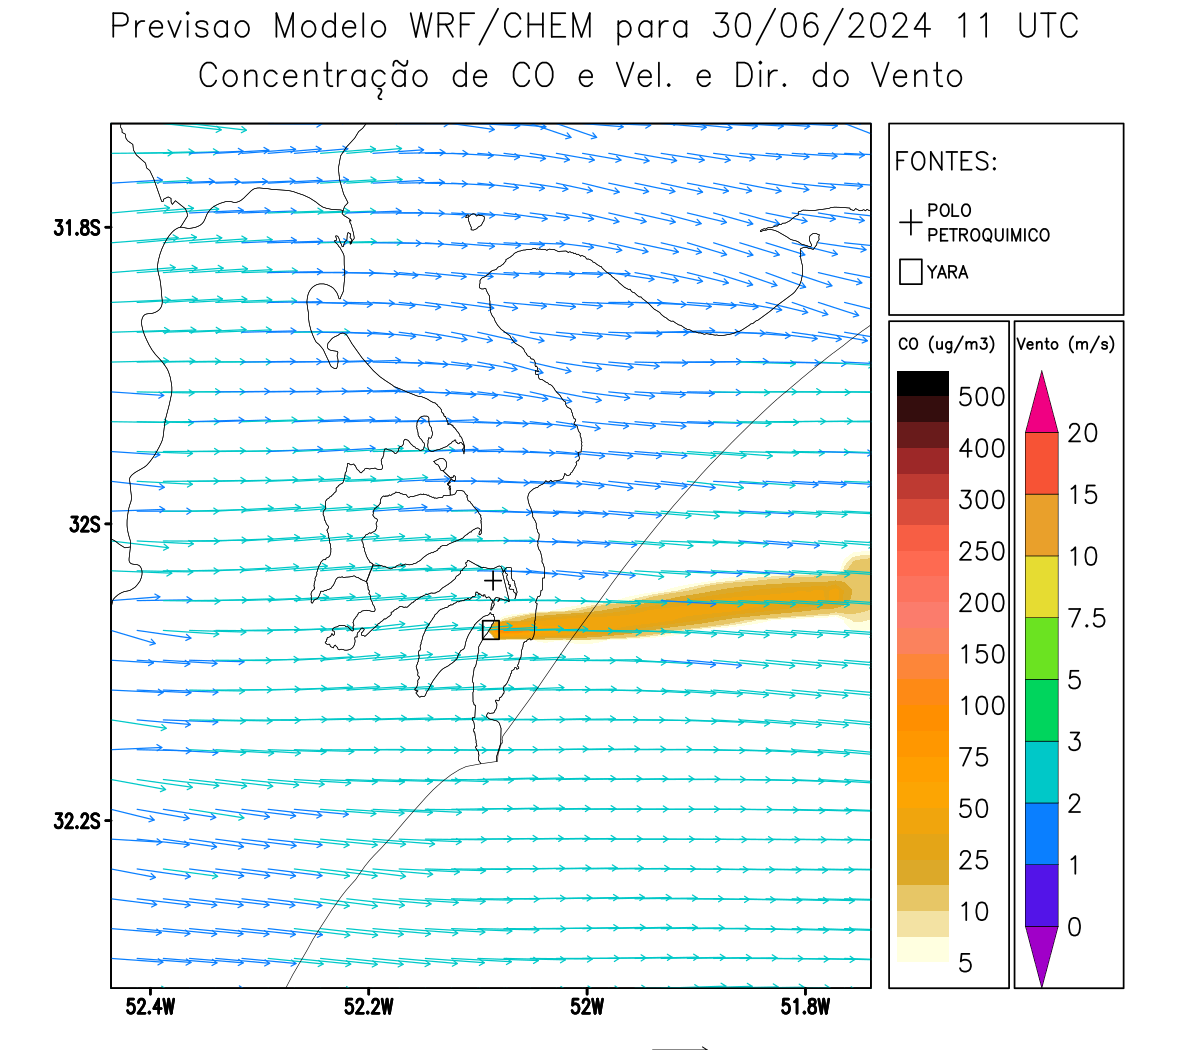 Previsao Modelo WRF/CHEM para 30/06/2024 11 UTC
Concentração de CO e Vel. e Dir. do Vento
FONTES:
POLO
PETROQUIMICO
YARA
CO (ug/m3)
500
400
300
250
200
150
100
75
50
25
10
5
Vento (m/s)
20
15
10
7.5
5
3
2
1
0
31.8S
32S
32.2S
52.4W 52.2W 52W 51.8W